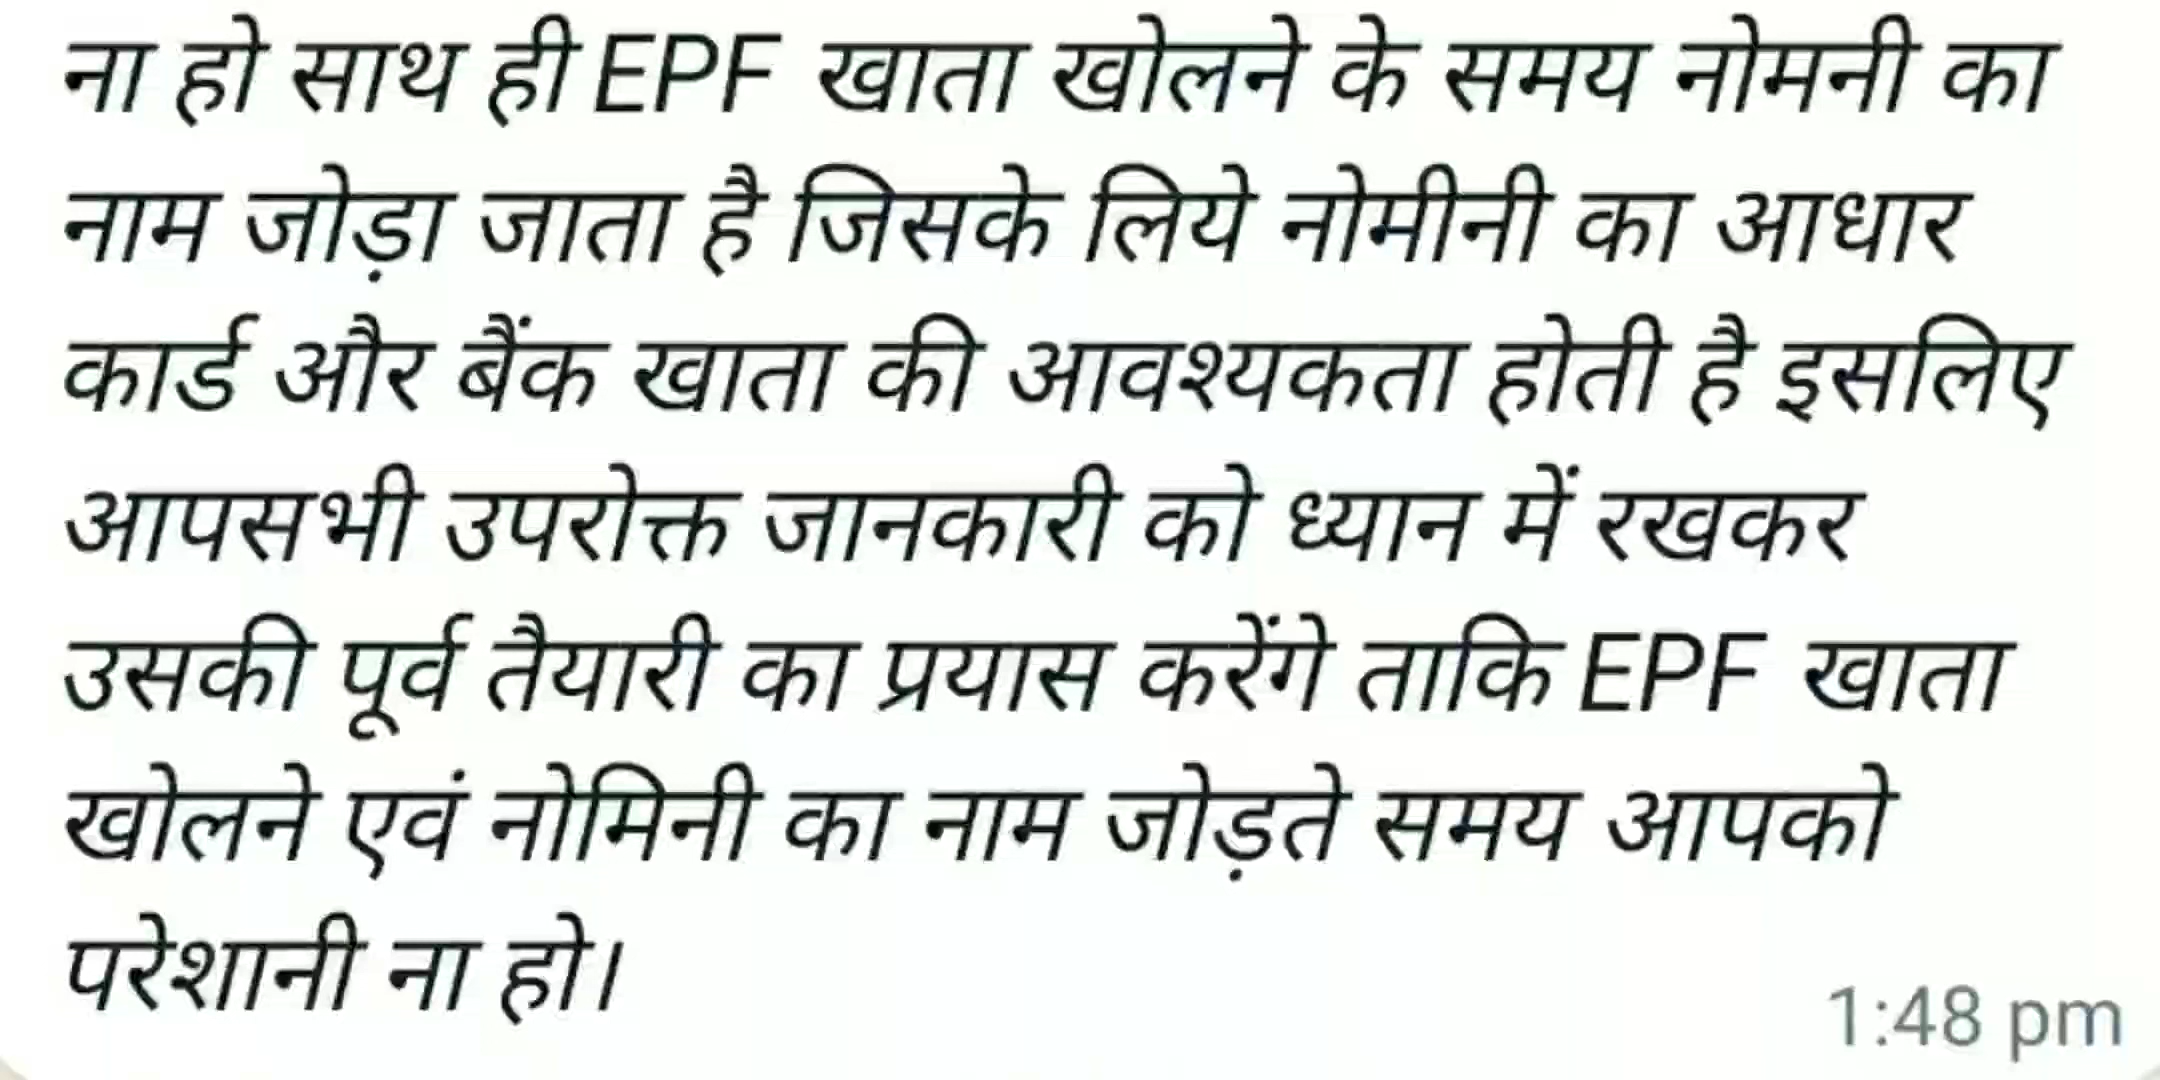 ना हो साथ ही EPF खाता खोलने के समय नोमनी का
नाम जोड़ा जाता है जिसके लिये नोमीनी का आधार
कार्ड और बैंक खाता की आवश्यकता होती है इसलिए
आपसभी उपरोक्त जानकारी को ध्यान में रखकर
उसकी पूर्व तैयारी का प्रयास करेंगे ताकि EPF खाता
खोलने एवं नोमिनी का नाम जोड़ते समय आपको
परेशानी ना हो।
1:48 pm